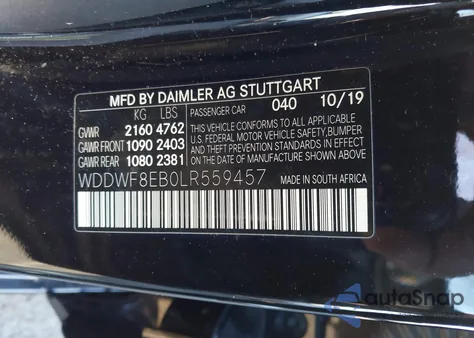 MFD BY DAIMLER AG STUTTGART
KG LBS
GVWR 2160 4762
GAWR FRONT 1090 2403
GAWR REAR 1080 2381
PASSENGER CAR 040 10/19
THIS VEHICLE CONFORMS TO ALL APPLICABLE
U.S. FEDERAL MOTOR VEHICLE SAFETY, BUMPER
AND THEFT PREVENTION STANDARDS IN EFFECT
ON THE DATE OF MANUFACTURE SHOWN ABOVE.
WDDWF8EB0LR559457 MADE IN SOUTH AFRICA
autoSnap